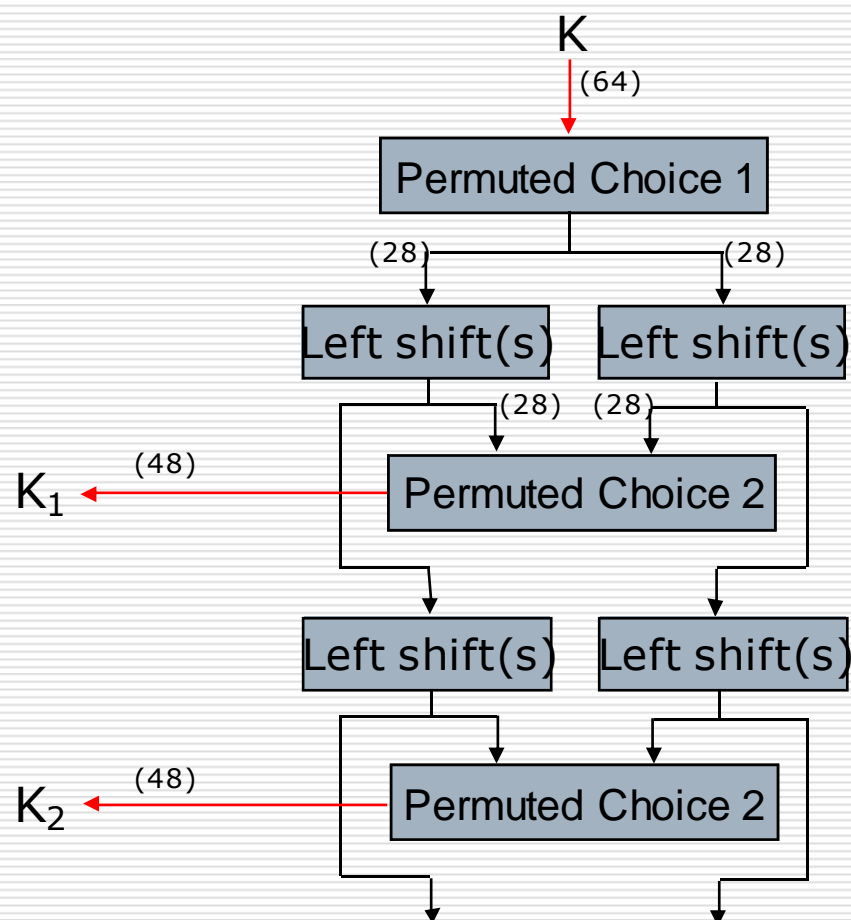 K
(64)
Permuted Choice 1
(28) (28)
Left shift(s) Left shift(s)
(28) (28)
(48)
K₁ Permuted Choice 2
Left shift(s) Left shift(s)
(48)
K₂ Permuted Choice 2